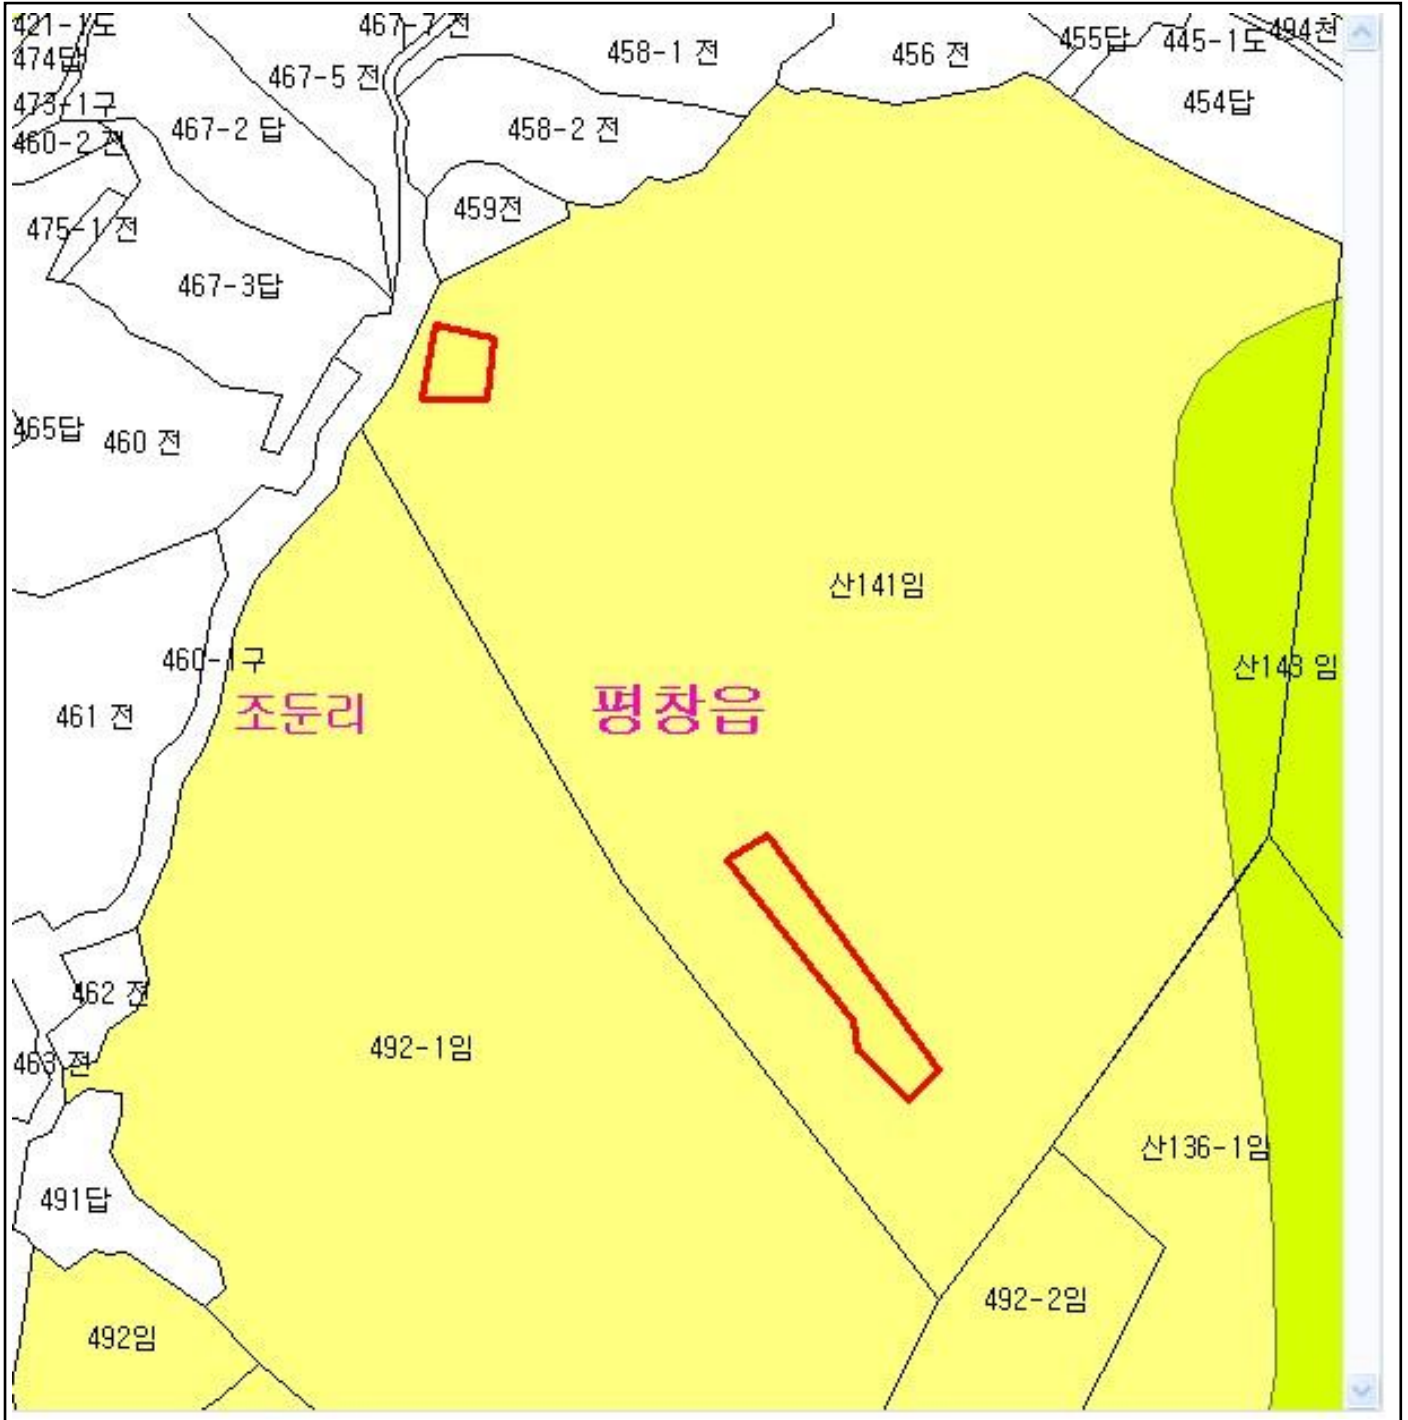 421-1도
467-7 전
494천
474답
467-5 전
458-1 전
456 전
455답
445-1도
473-1구
467-2 답
458-2 전
454답
460-2 전
475-1 전
459전
467-3답
465답
460 전
산141임
460-1구
산143 임
461 전
조둔리
평창읍
462 전
463 전
492-1임
산136-1임
491답
492-2임
492임